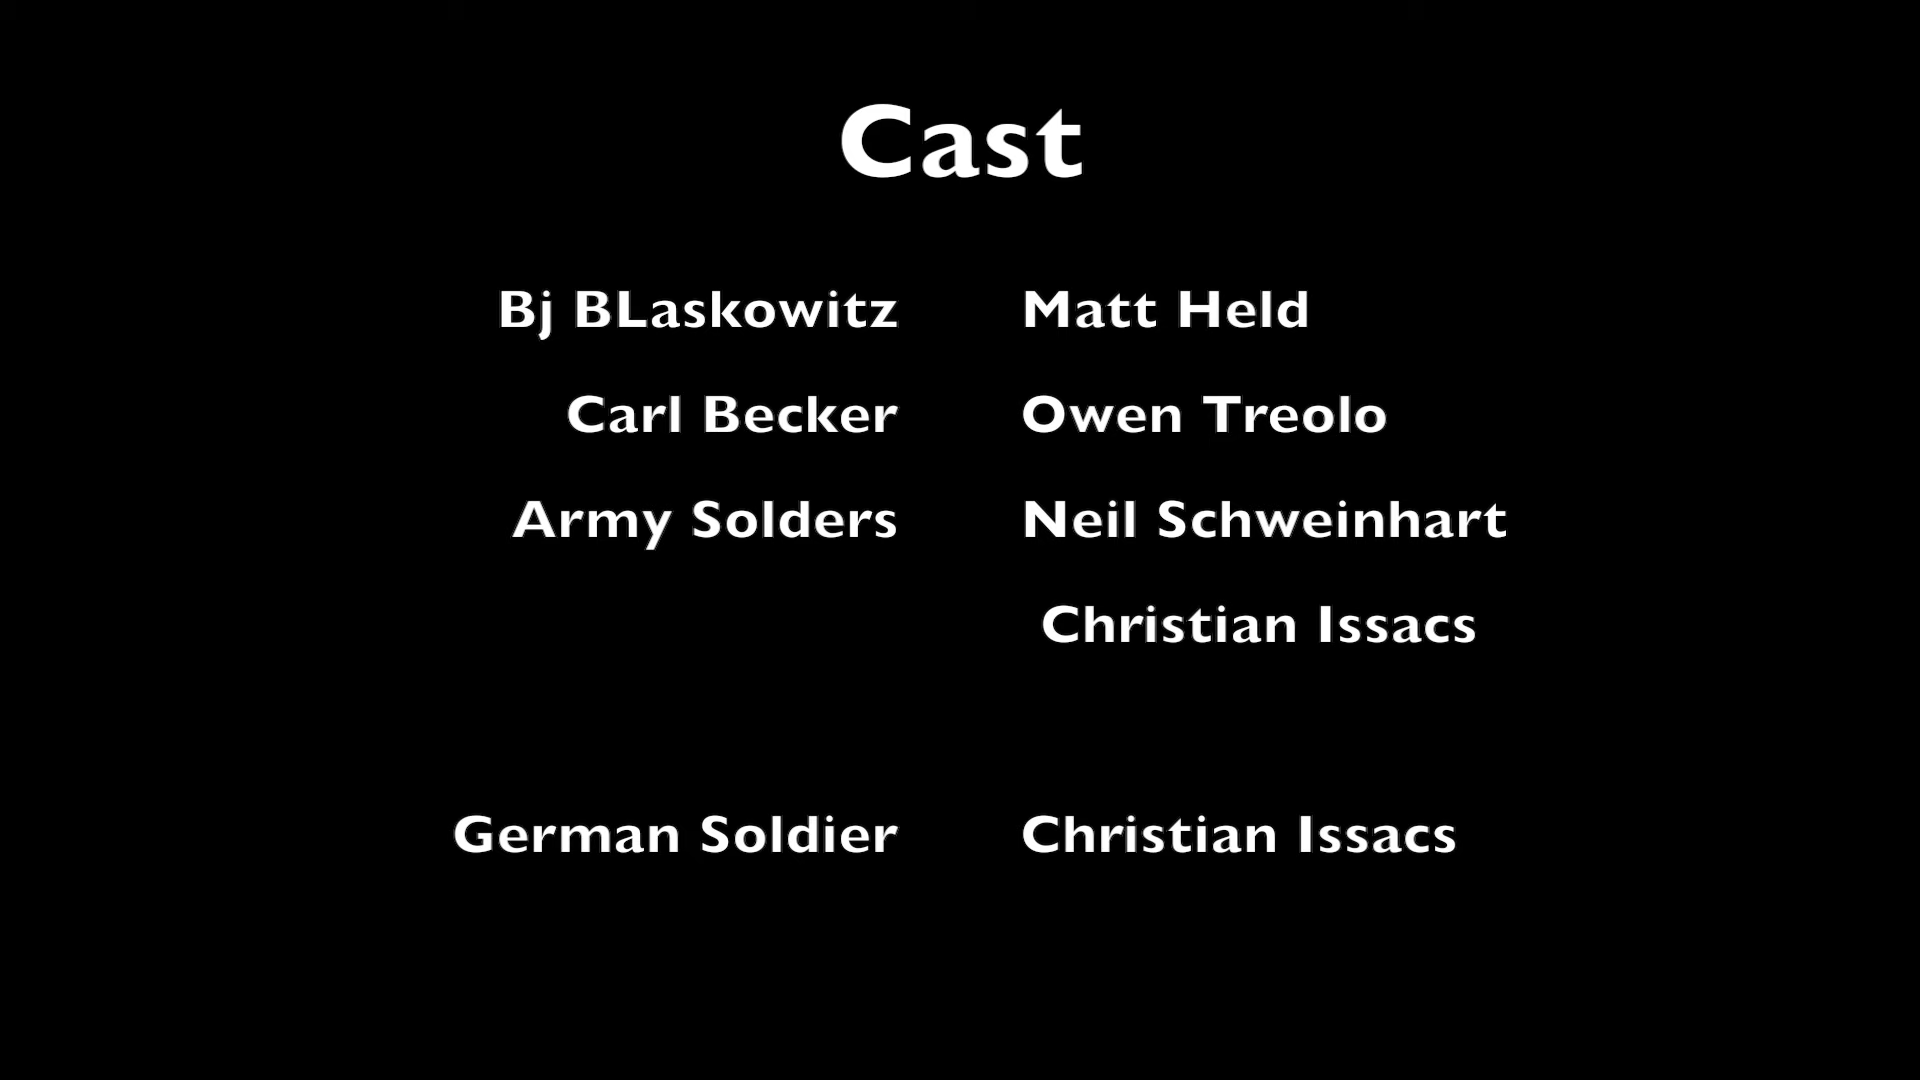 Cast
Bj BLaskowitz Matt Held
Carl Becker Owen Treolo
Army Solders Neil Schweinhart
Christian Issacs
German Soldier Christian Issacs